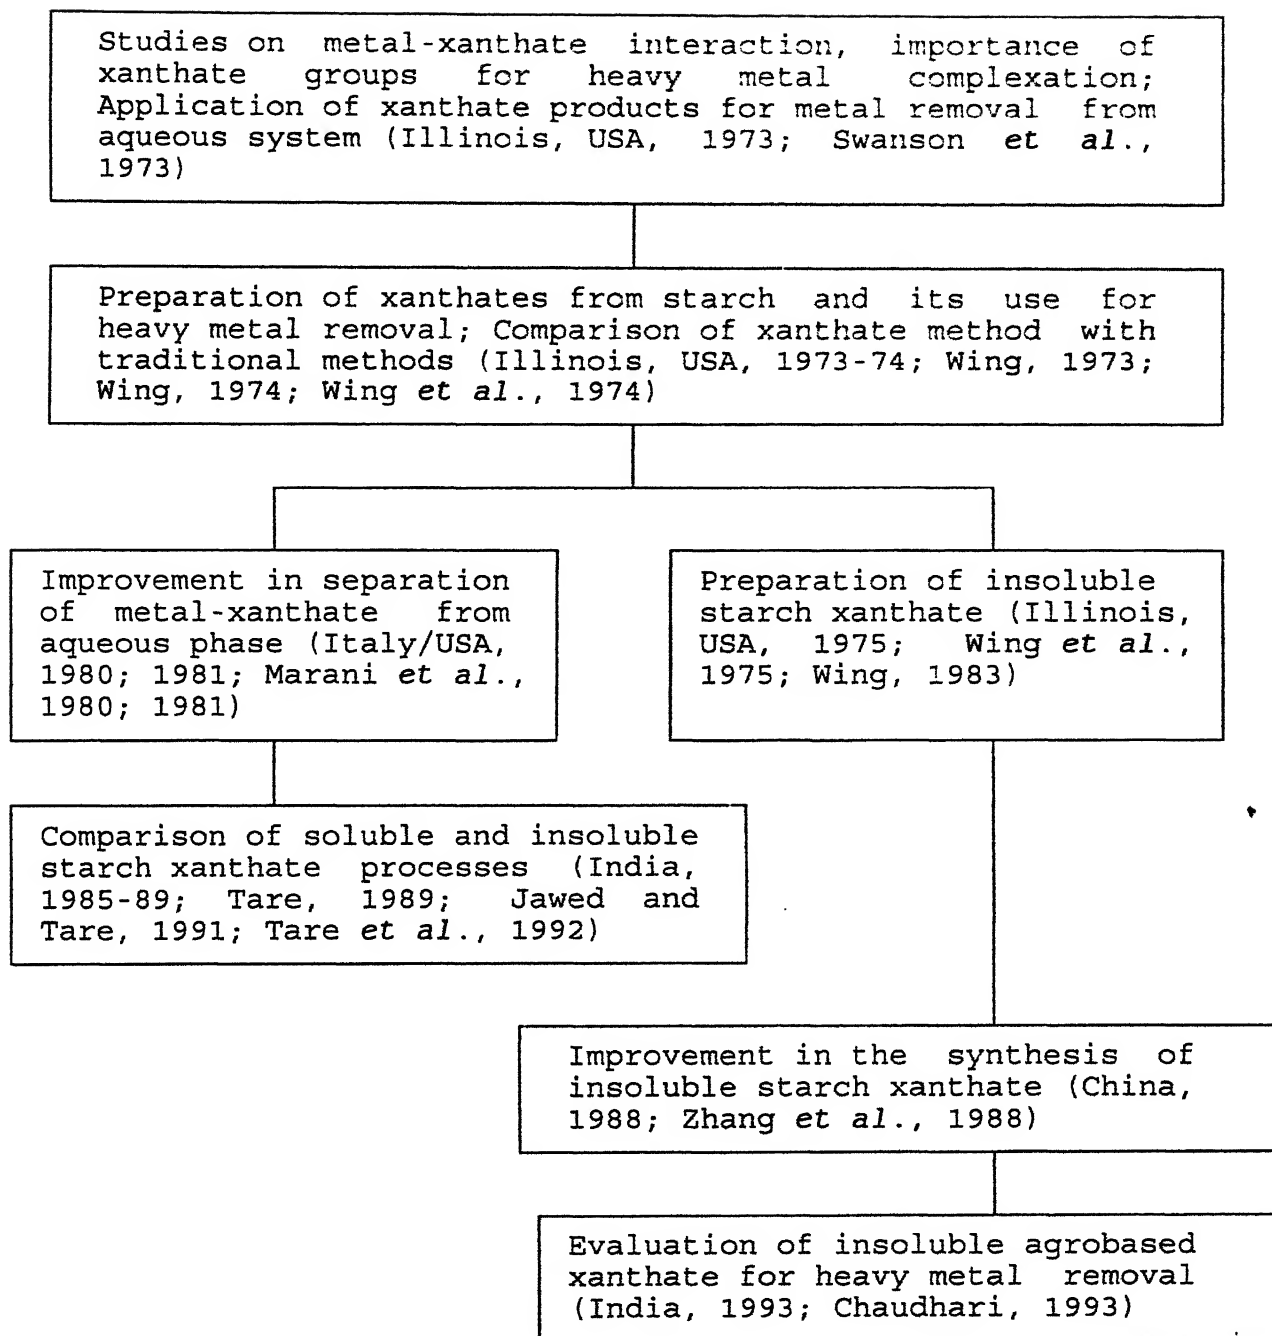 Studies on metal-xanthate interaction, importance of
xanthate groups for heavy metal complexation;
Application of xanthate products for metal removal from
aqueous system (Illinois, USA, 1973; Swanson et al.,
1973)
Preparation of xanthates from starch and its use for
heavy metal removal; Comparison of xanthate method with
traditional methods (Illinois, USA, 1973-74; Wing, 1973;
Wing, 1974; Wing et al., 1974)
Improvement in separation
of metal-xanthate from
aqueous phase (Italy/USA,
1980; 1981; Marani et al.,
1980; 1981)
Preparation of insoluble
starch xanthate (Illinois,
USA, 1975; Wing et al.,
1975; Wing, 1983)
Comparison of soluble and insoluble
starch xanthate processes (India,
1985-89; Tare, 1989; Jawed and
Tare, 1991; Tare et al., 1992)
Improvement in the synthesis of
insoluble starch xanthate (China,
1988; Zhang et al., 1988)
Evaluation of insoluble agrobased
xanthate for heavy metal removal
(India, 1993; Chaudhari, 1993)